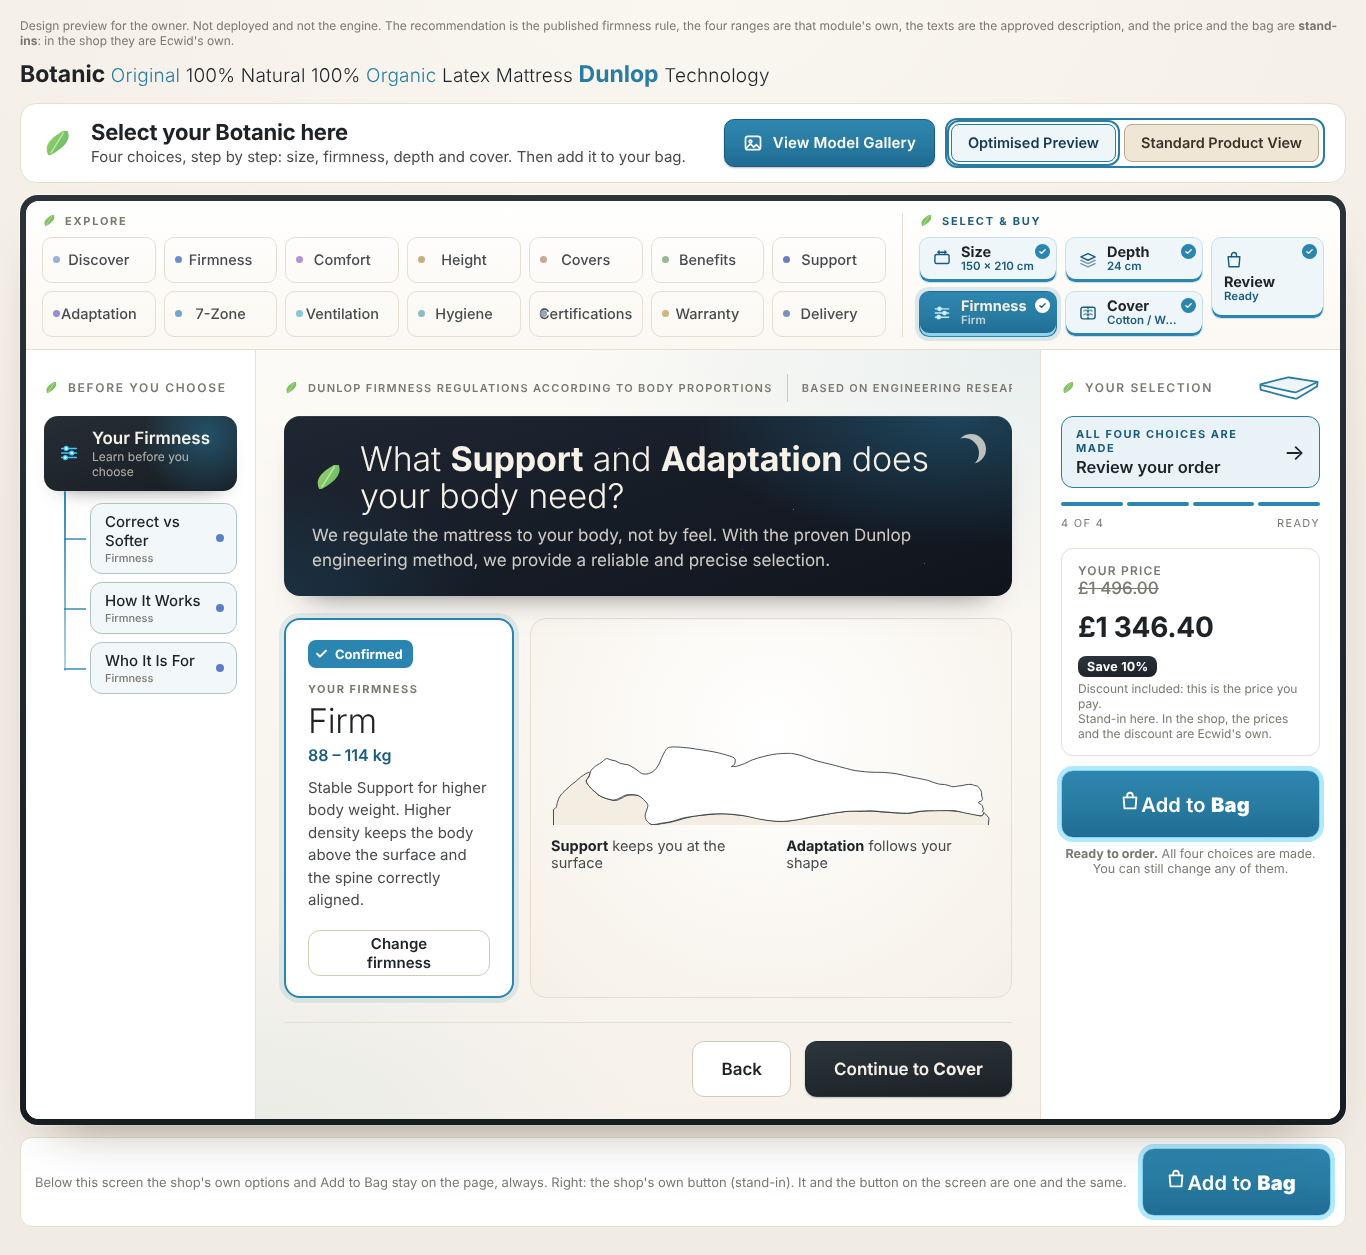 Design preview for the owner. Not deployed and not the engine. The recommendation is the published firmness rule, the four ranges are that module's own, the texts are the approved description, and the price and the bag are stand-
ins: in the shop they are Ecwid's own.
Botanic Original 100% Natural 100% Organic Latex Mattress Dunlop Technology
Select your Botanic here
Four choices, step by step: size, firmness, depth and cover. Then add it to your bag.
View Model Gallery
Optimised Preview
Standard Product View
EXPLORE
Discover
Firmness
Comfort
Height
Covers
Benefits
Support
Adaptation
7-Zone
Ventilation
Hygiene
Certifications
Warranty
Delivery
SELECT & BUY
Size
150 × 210 cm
Depth
24 cm
Review
Ready
Firmness
Firm
Cover
Cotton / W...
BEFORE YOU CHOOSE
Your Firmness
Learn before you
choose
Correct vs
Softer
Firmness
How It Works
Firmness
Who It Is For
Firmness
DUNLOP FIRMNESS REGULATIONS ACCORDING TO BODY PROPORTIONS
BASED ON ENGINEERING
What Support and Adaptation does
your body need?
We regulate the mattress to your body, not by feel. With the proven Dunlop
engineering method, we provide a reliable and precise selection.
Confirmed
YOUR FIRMNESS
Firm
88 – 114 kg
Stable Support for higher
body weight. Higher
density keeps the body
above the surface and
the spine correctly
aligned.
Change
firmness
Support keeps you at the
surface
Adaptation follows your
shape
Back
Continue to Cover
YOUR SELECTION
ALL FOUR CHOICES ARE
MADE
Review your order
4 OF 4
READY
YOUR PRICE
£1 496.00
£1 346.40
Save 10%
Discount included: this is the price you
pay.
Stand-in here. In the shop, the prices
and the discount are Ecwid's own.
Add to Bag
Ready to order. All four choices are made.
You can still change any of them.
Below this screen the shop's own options and Add to Bag stay on the page, always. Right: the shop's own button (stand-in). It and the button on the screen are one and the same.
Add to Bag